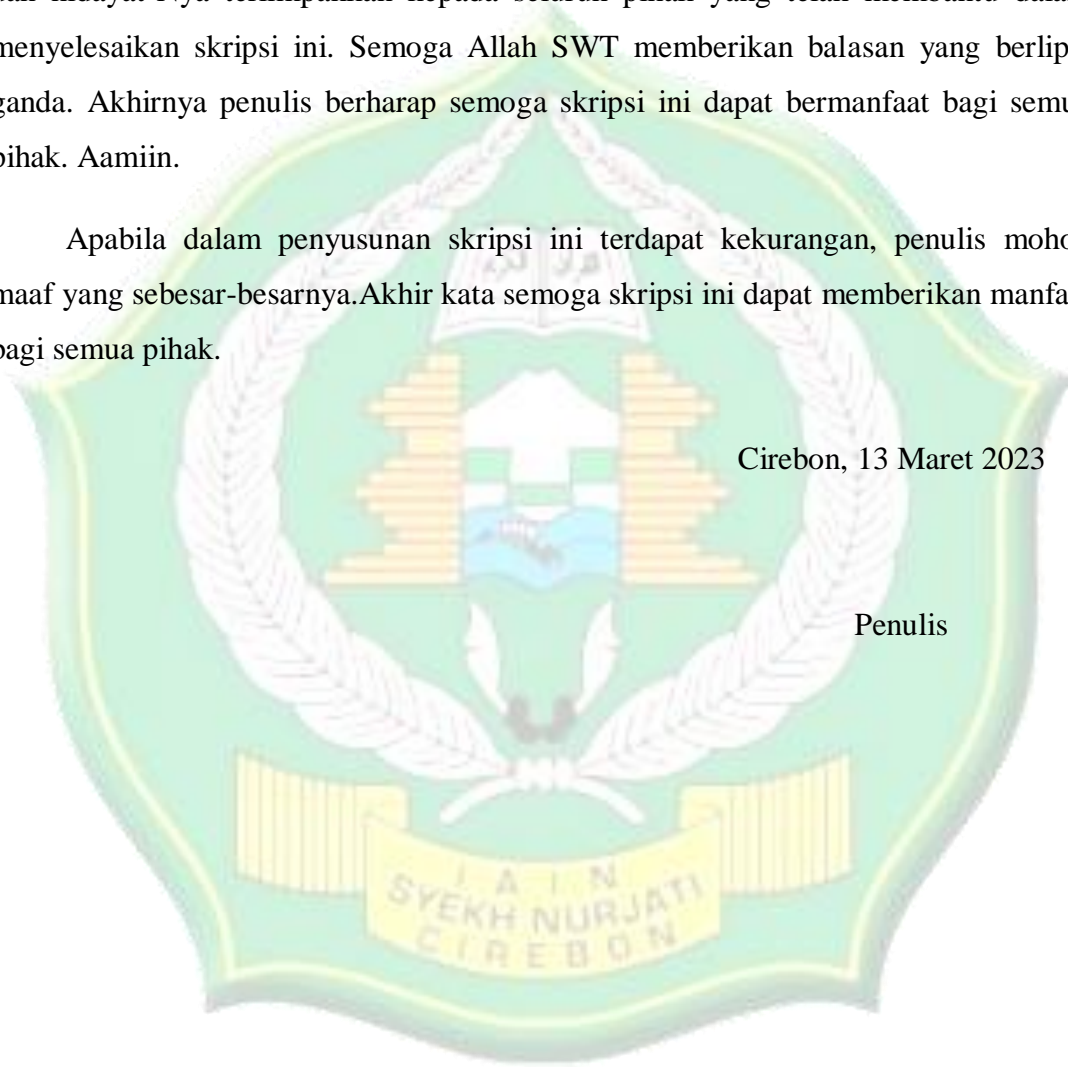 menyelesaikan skripsi ini. Semoga Allah SWT memberikan balasan yang berlip
ganda. Akhirnya penulis berharap semoga skripsi ini dapat bermanfaat bagi semu
pihak. Aamiin.
Apabila dalam penyusunan skripsi ini terdapat kekurangan, penulis moho
maaf yang sebesar-besarnya.Akhir kata semoga skripsi ini dapat memberikan manfa
bagi semua pihak.
Cirebon, 13 Maret 2023
Penulis
IAIN
SYEKH NURJATI
CIREBON